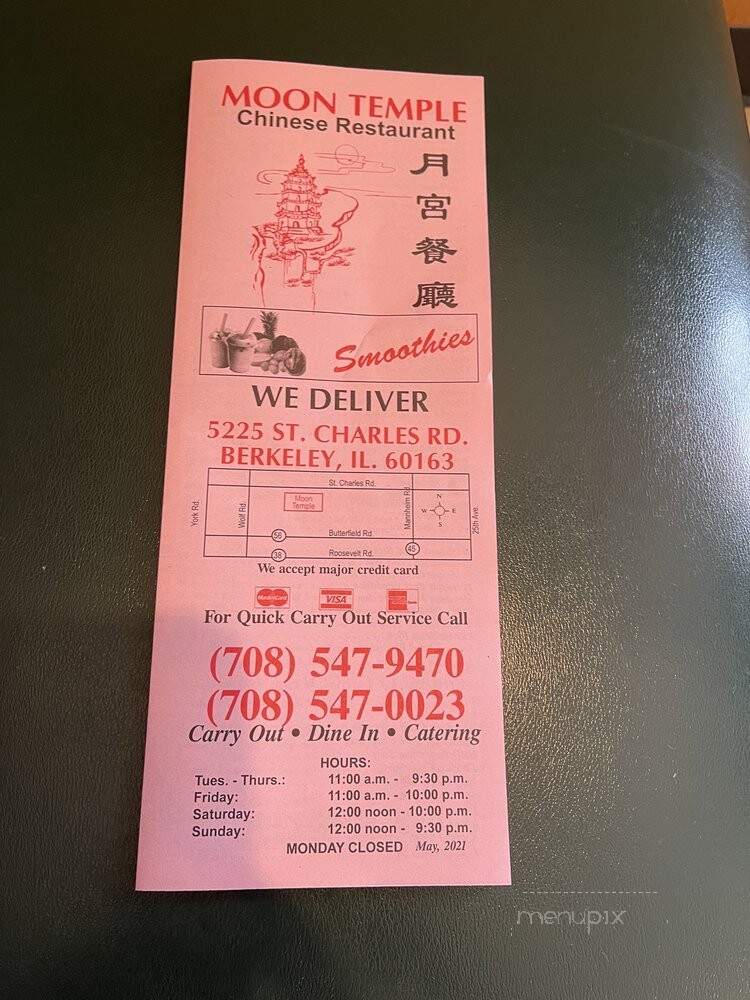 MOON TEMPLE
Chinese Restaurant
月宮餐廳
Smoothies
WE DELIVER
5225 ST. CHARLES RD.
BERKELEY, IL. 60163
St. Charles Rd.
York Rd.
Wolf Rd.
Moon
Temple
Mannheim Rd.
N
W E
S
25th Ave.
56
Butterfield Rd
38
Roosevelt Rd.
45
We accept major credit card
MasterCard
VISA
For Quick Carry Out Service Call
(708) 547-9470
(708) 547-0023
Carry Out • Dine In • Catering
HOURS:
Tues. - Thurs.: 11:00 a.m. - 9:30 p.m.
Friday: 11:00 a.m. - 10:00 p.m.
Saturday: 12:00 noon - 10:00 p.m.
Sunday: 12:00 noon - 9:30 p.m.
MONDAY CLOSED May, 2021
menupix